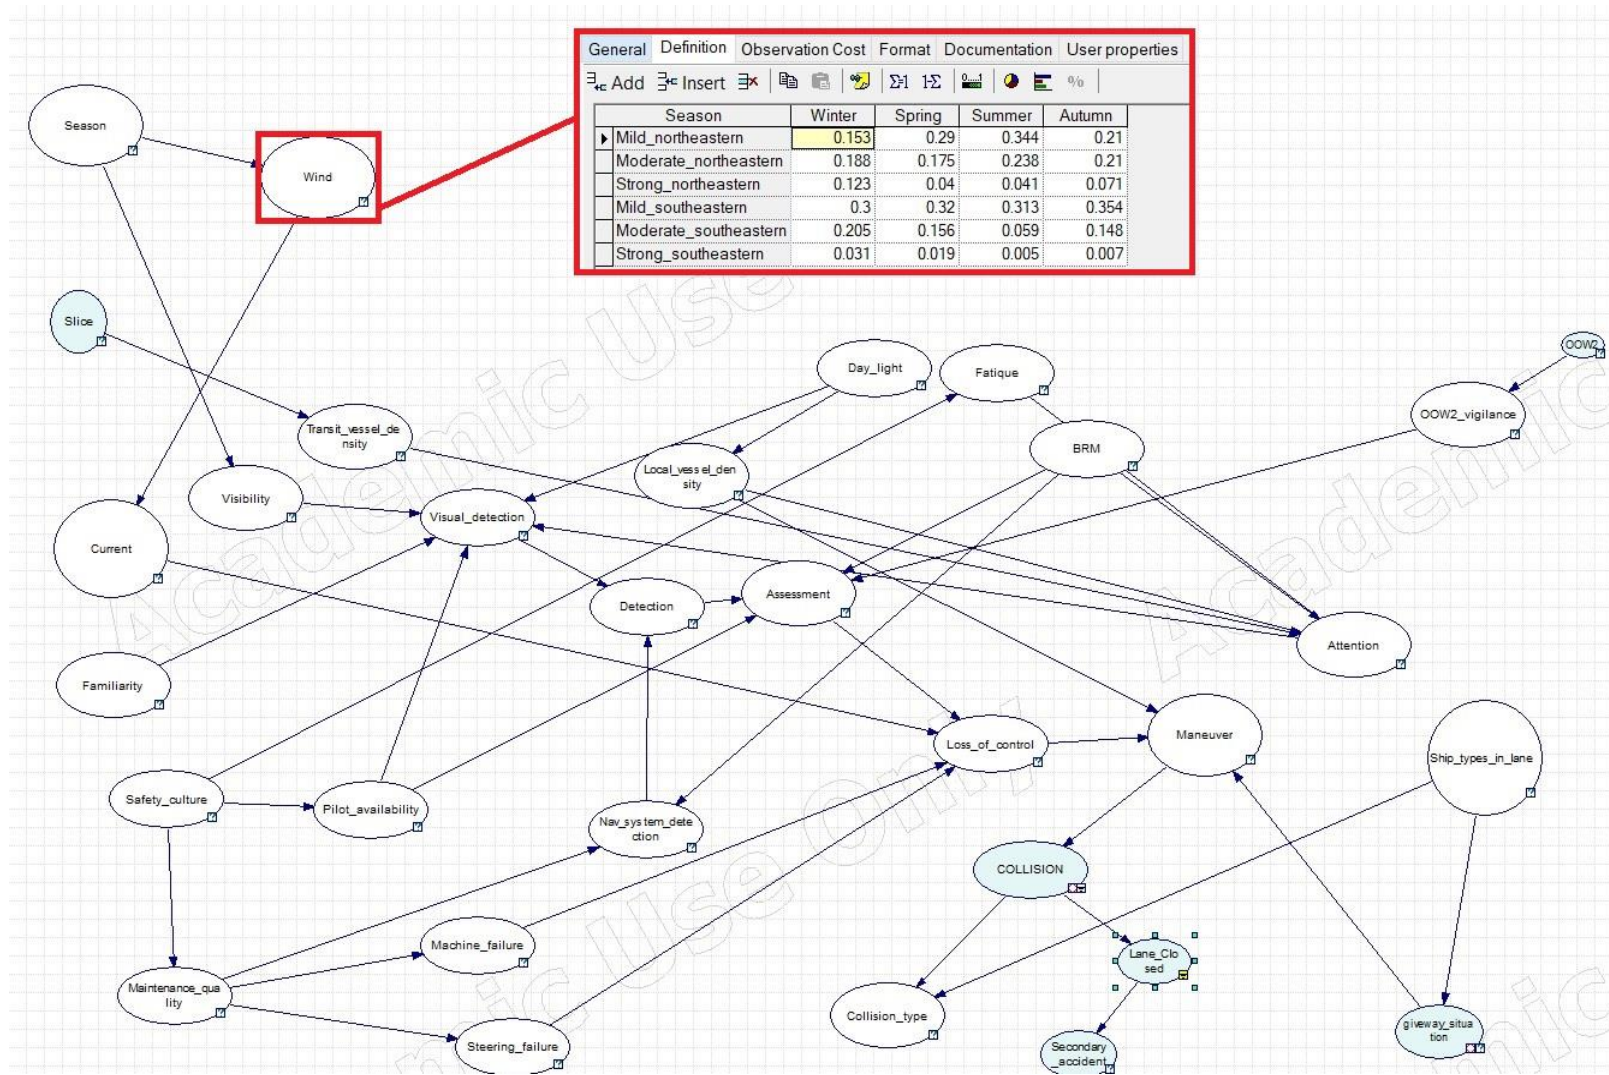 General Definition Observation Cost Format Documentation User properties
Add Insert Σ=1 1-Σ %
Season Winter Spring Summer Autumn
Mild_northeastern 0.153 0.29 0.344 0.21
Moderate_northeastern 0.188 0.175 0.238 0.21
Strong_northeastern 0.123 0.04 0.041 0.071
Mild_southeastern 0.3 0.32 0.313 0.354
Moderate_southeastern 0.205 0.156 0.059 0.148
Strong_southeastern 0.031 0.019 0.005 0.007
Season
Wind
Slice
Day_light
Fatique
OOW2
OOW2_vigilance
Transit_vessel_de
nsity
BRM
Local_vessel_den
sity
Visibility
Visual_detection
Current
Detection
Assessment
Attention
Familiarity
Loss_of_control
Maneuver
Ship_types_in_lane
Safety_culture
Pilot_availability
Nav_system_dete
ction
COLLISION
Machine_failure
Lane_Clo
sed
Maintenance_qua
lity
Collision_type
giveway_situa
tion
Steering_failure
Secondary
_accident
Academic Use Only
Academic